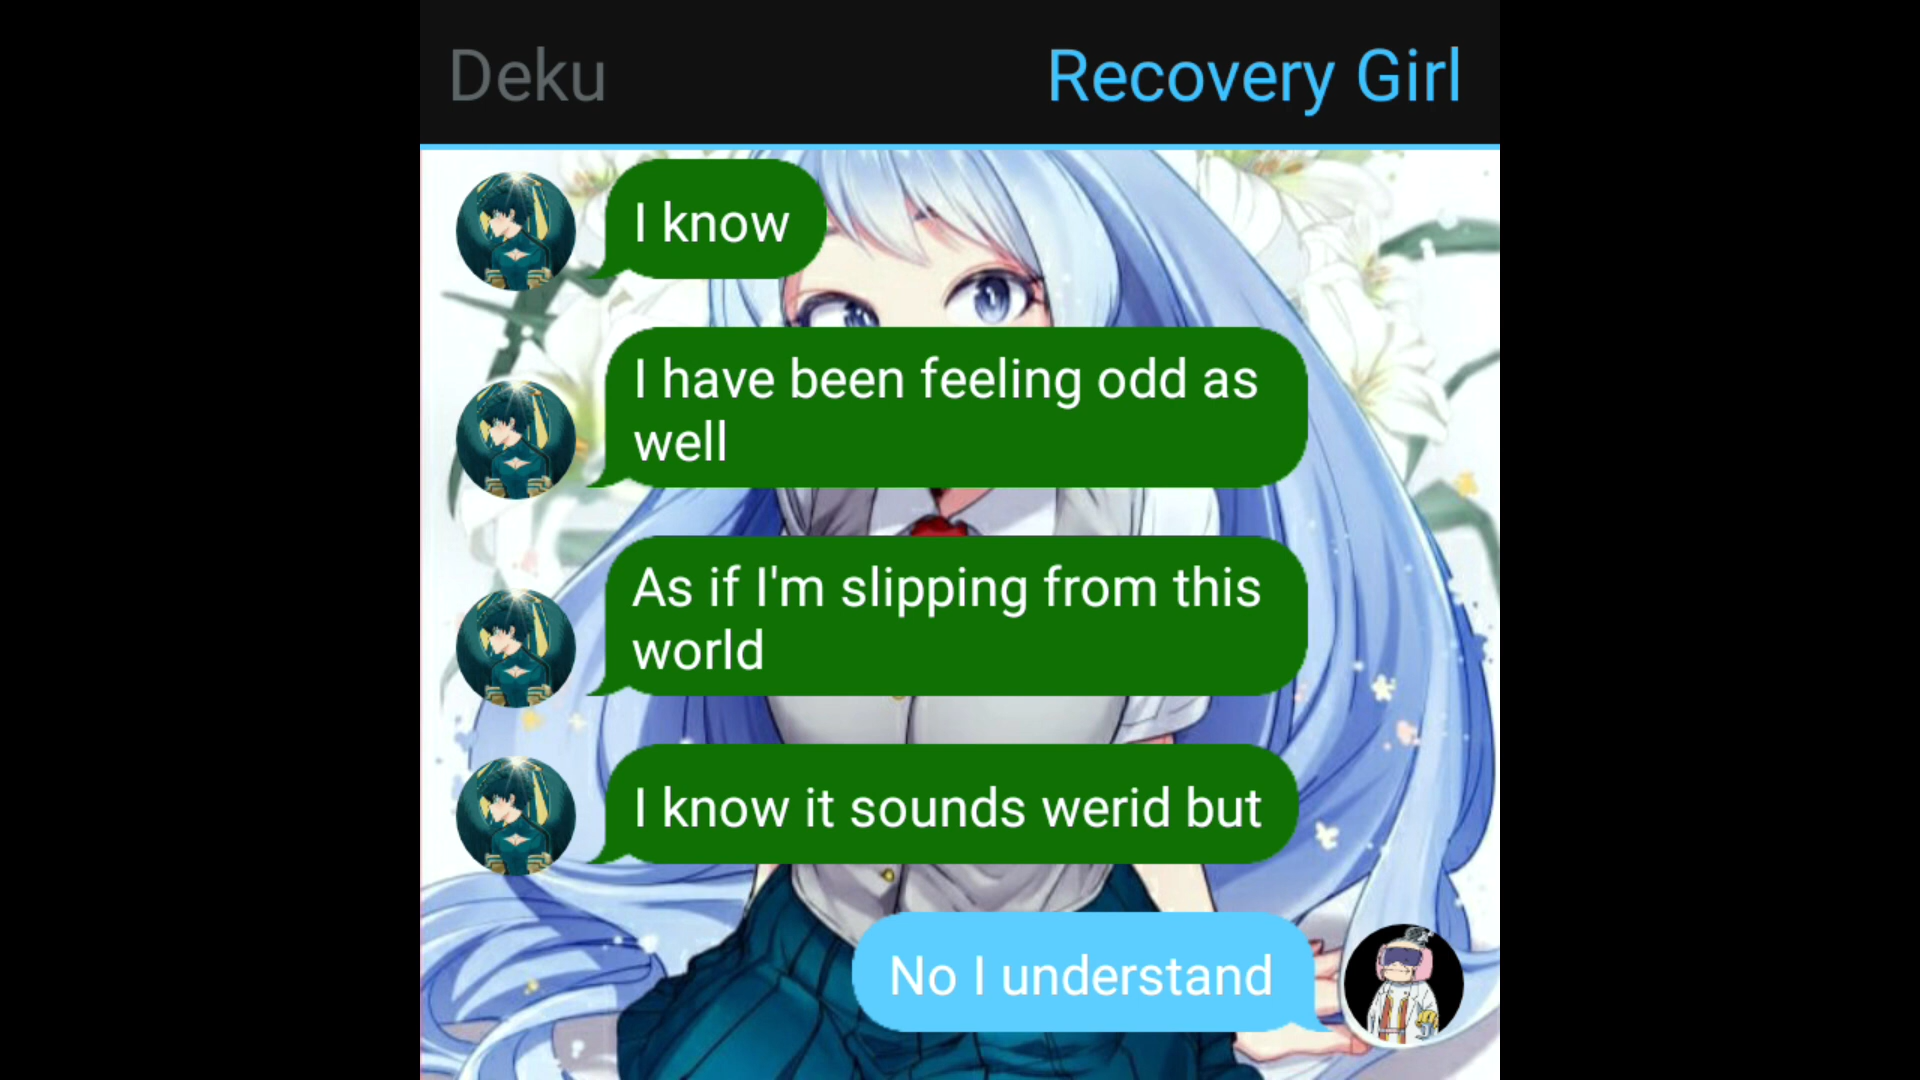 Deku
Recovery Girl
I know
I have been feeling odd as
well
As if I'm slipping from this
world
I know it sounds werid but
No I understand